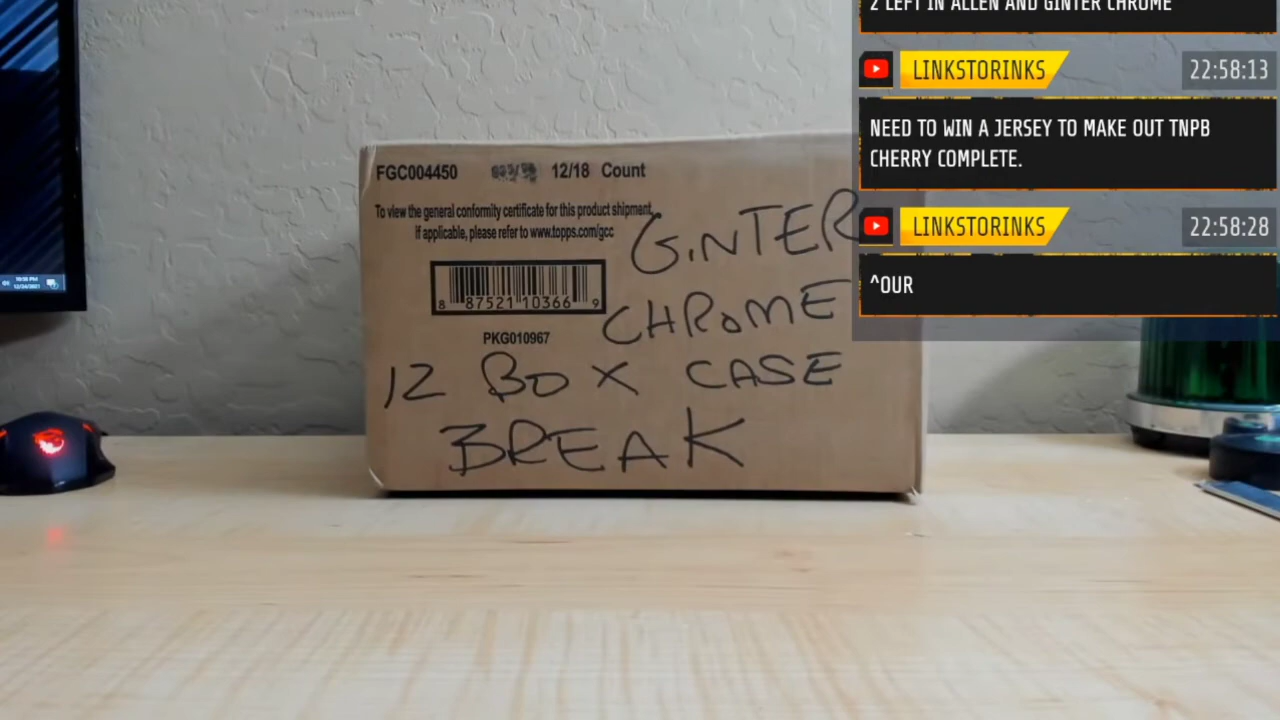 2 LEFT IN ALLEN AND GINTER CHROME
LINKSTORINKS 22:58:13
NEED TO WIN A JERSEY TO MAKE OUT TNPB
CHERRY COMPLETE.
LINKSTORINKS 22:58:28
^OUR
FGC004450 12/18 Count
To view the general conformity certificate for this product shipment,
if applicable, please refer to www.topps.com/gcc
8 87521 10366 9
PKG010967
GiNTER
CHROME
12 BOX CASE
BREAK